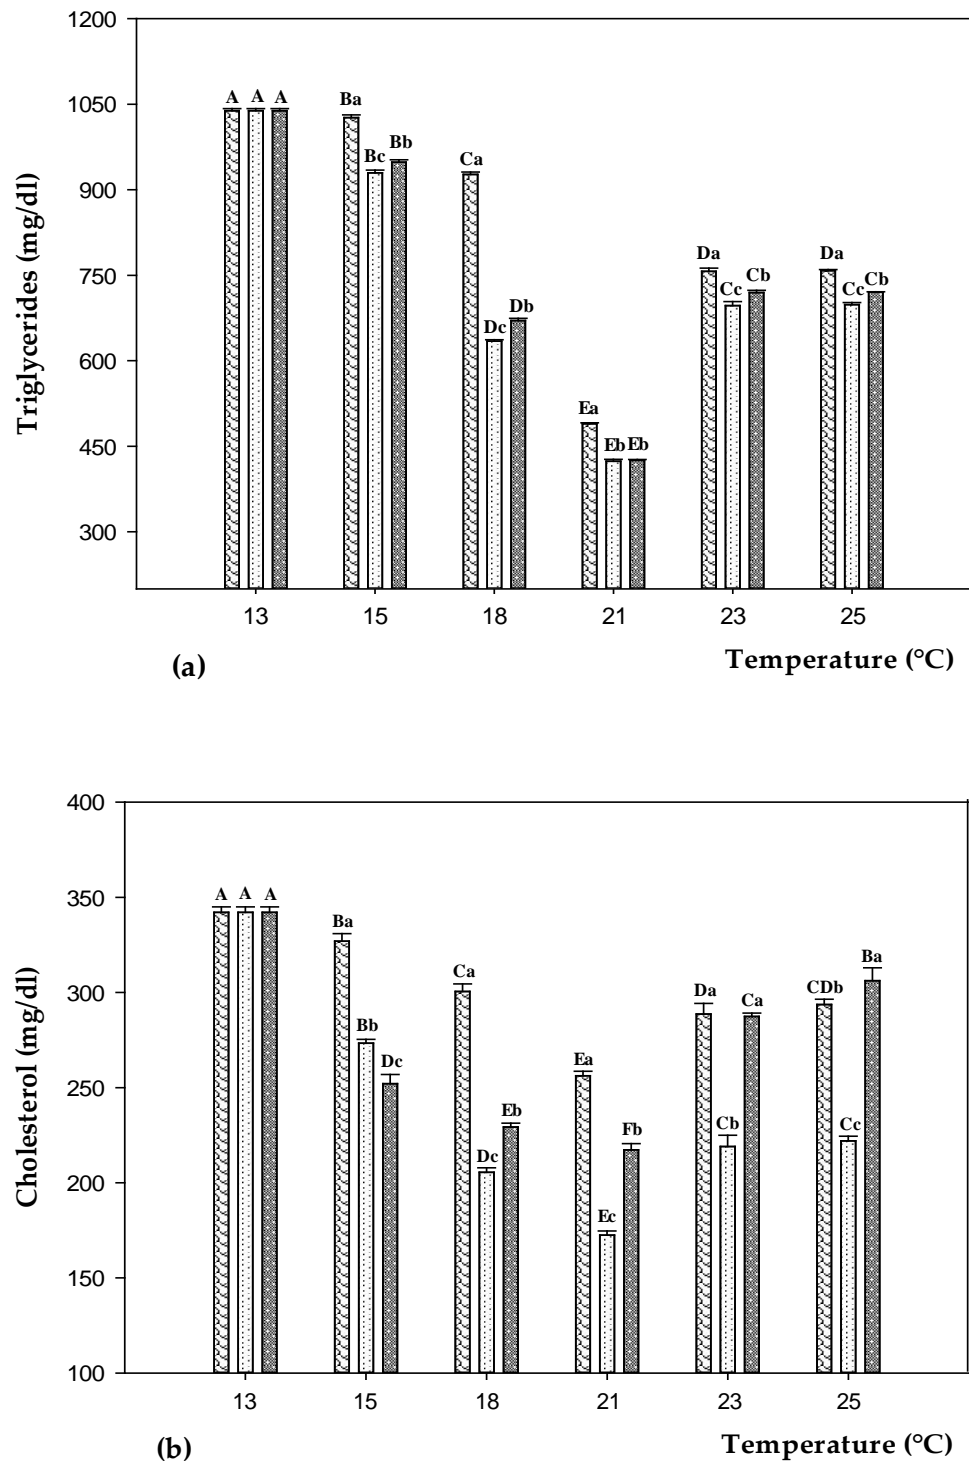 1200
1050
900
750
600
450
300
Triglycerides (mg/dl)
A A A
Ba Bc Bb
Ca Dc Db
Ea Eb Eb
Da Cc Cb
Da Cc Cb
13 15 18 21 23 25
(a)
Temperature (°C)
400
350
300
250
200
150
100
Cholesterol (mg/dl)
A A A
Ba Bb Dc
Ca Dc Eb
Ea Ec Fb
Da Cb Ca
CDb Cc Ba
13 15 18 21 23 25
(b)
Temperature (°C)